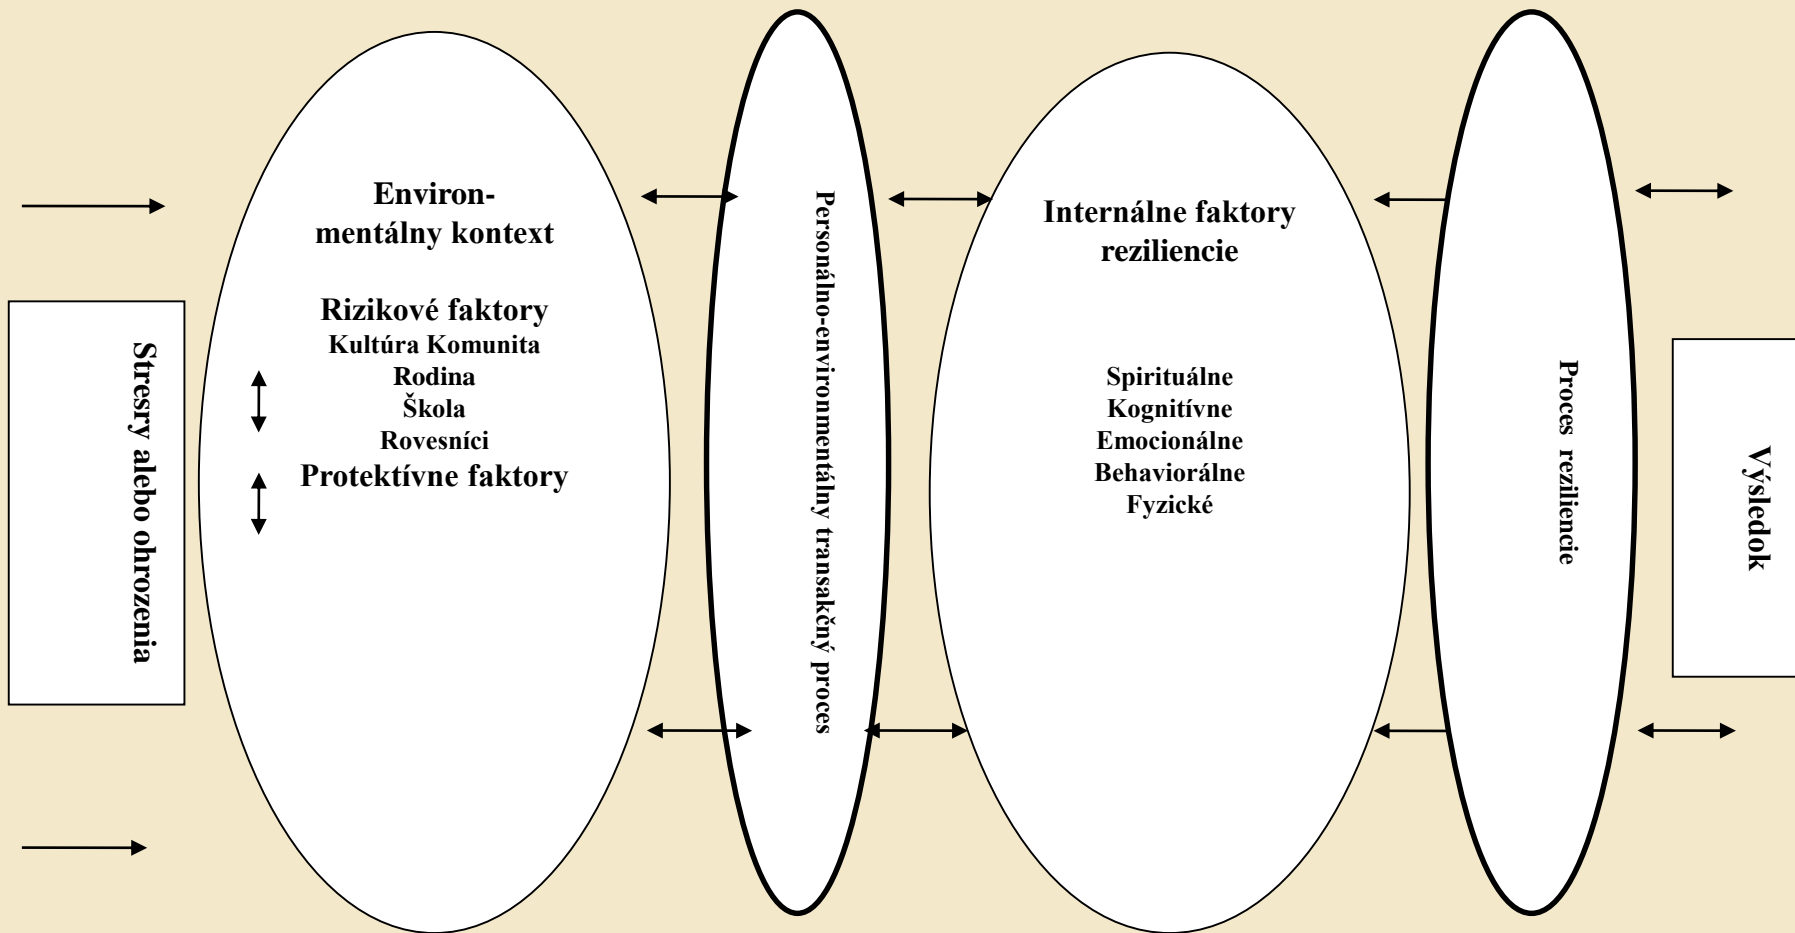 Stresry alebo ohrozenia
Environ-
mentálny kontext
Rizikové faktory
Kultúra Komunita
Rodina
Škola
Rovesníci
Protektívne faktory
Personálno-environmentálny transakčný proces
Internálne faktory
reziliencie
Spirituálne
Kognitívne
Emocionálne
Behaviorálne
Fyzické
Proces reziliencie
Výsledok